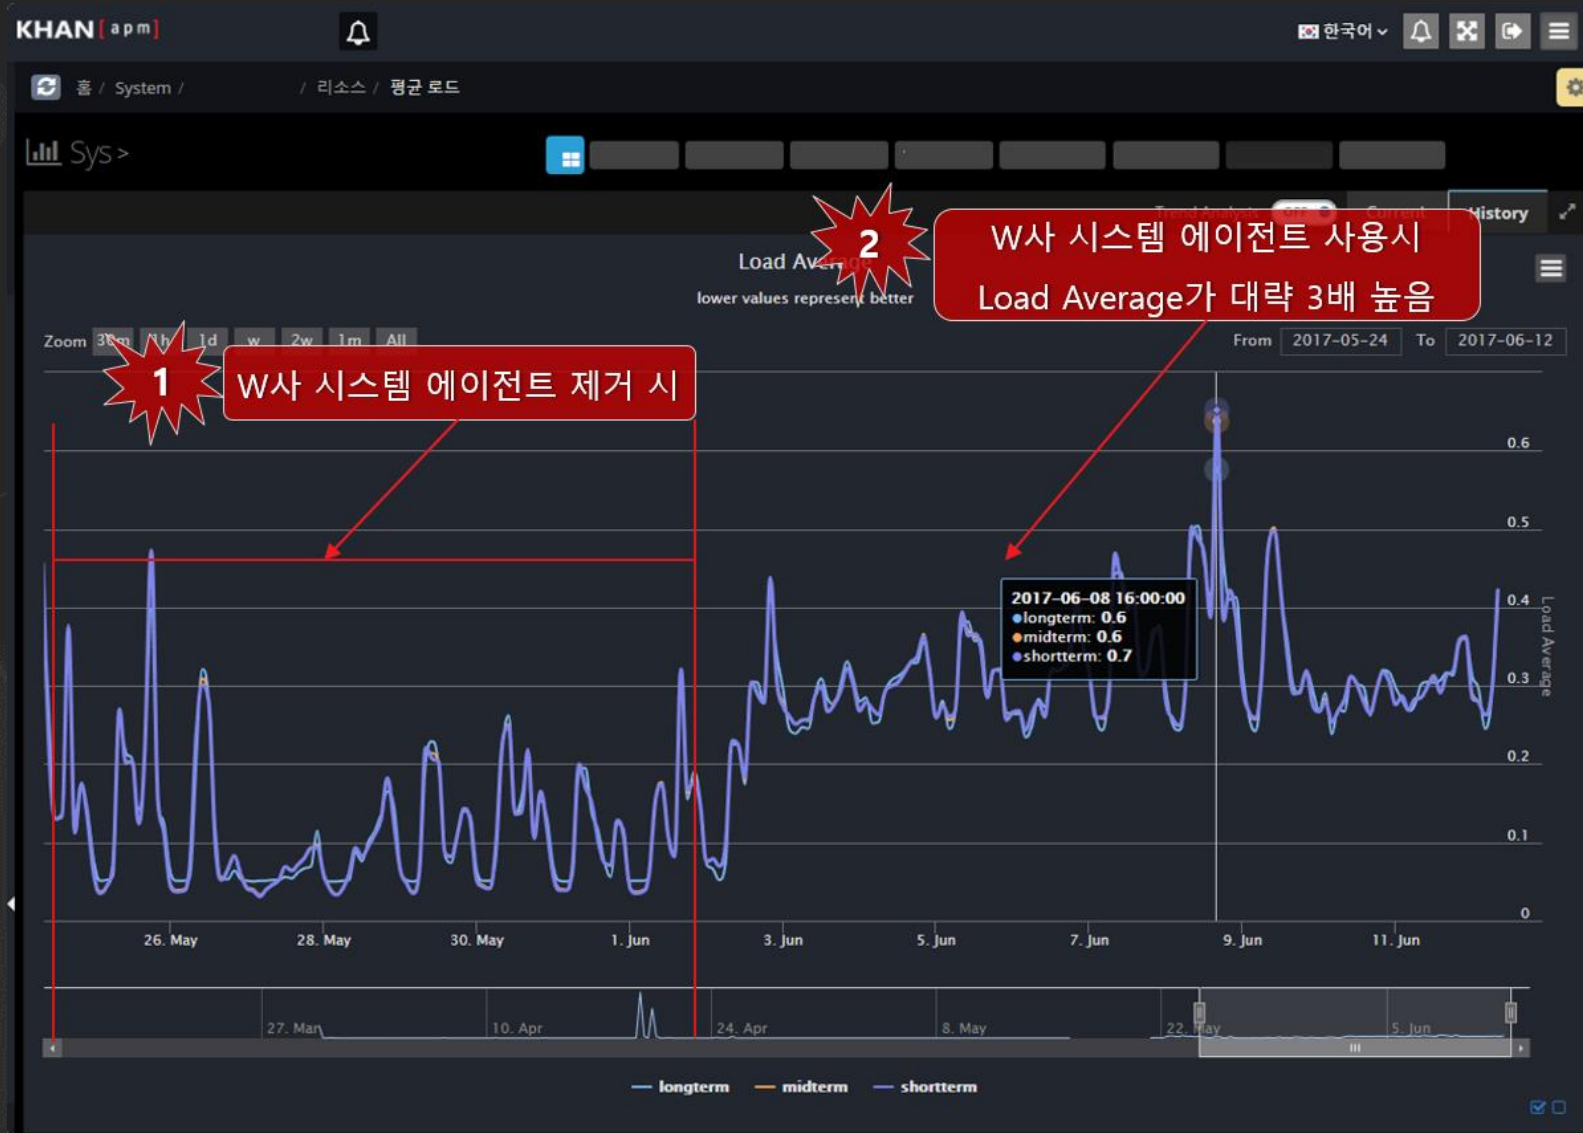 KHAN[apm]
한국어
홈 / System / / 리소스 / 평균 로드
Sys >
Trend Analysis OFF Current History
2
W사 시스템 에이전트 사용시
Load Average가 대략 3배 높음
Load Average
lower values represent better
Zoom 30m 1h 1d w 2w 1m All
From 2017-05-24 To 2017-06-12
1
W사 시스템 에이전트 제거 시
0.6
0.5
0.4
0.3
0.2
0.1
0
Load Average
2017-06-08 16:00:00
longterm: 0.6
midterm: 0.6
shortterm: 0.7
26. May 28. May 30. May 1. Jun 3. Jun 5. Jun 7. Jun 9. Jun 11. Jun
27. Mar 10. Apr 24. Apr 8. May 22. May 5. Jun
longterm midterm shortterm